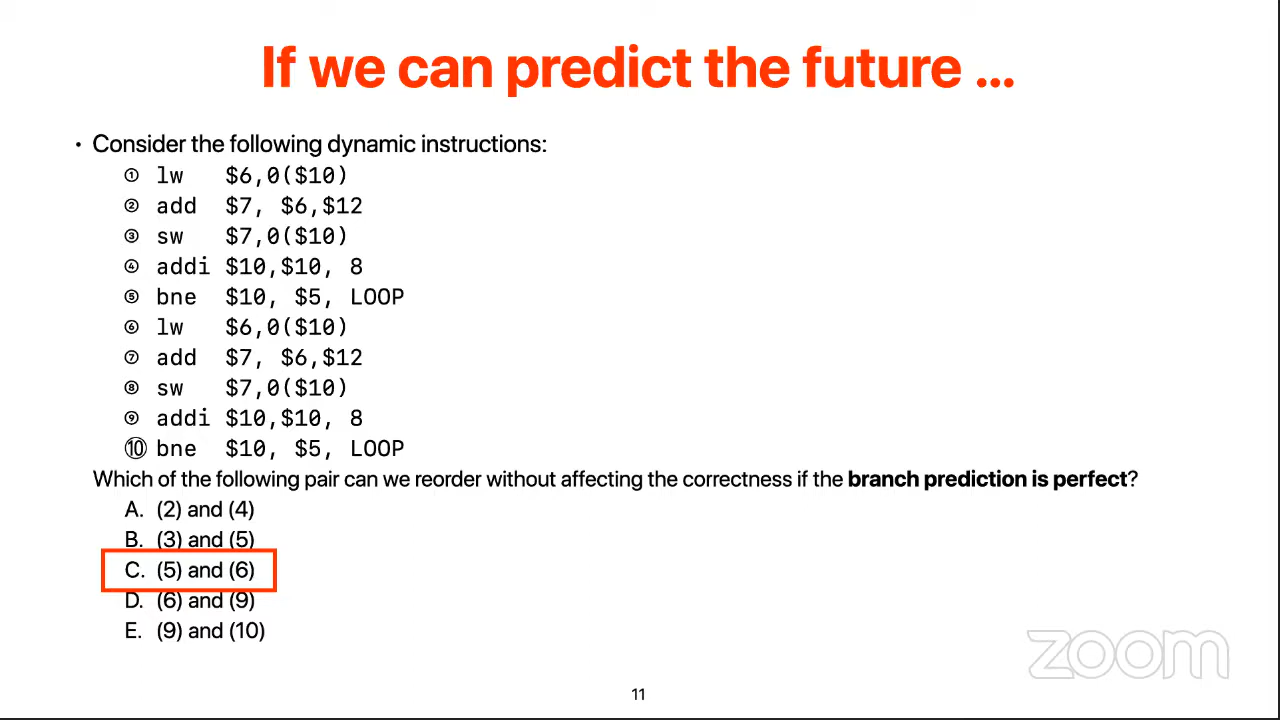 If we can predict the future ...
• Consider the following dynamic instructions:
① lw $6,0($10)
② add $7, $6,$12
③ sw $7,0($10)
④ addi $10,$10, 8
⑤ bne $10, $5, LOOP
⑥ lw $6,0($10)
⑦ add $7, $6,$12
⑧ sw $7,0($10)
⑨ addi $10,$10, 8
⑩ bne $10, $5, LOOP
Which of the following pair can we reorder without affecting the correctness if the branch prediction is perfect?
A. (2) and (4)
B. (3) and (5)
C. (5) and (6)
D. (6) and (9)
E. (9) and (10)
zoom
11